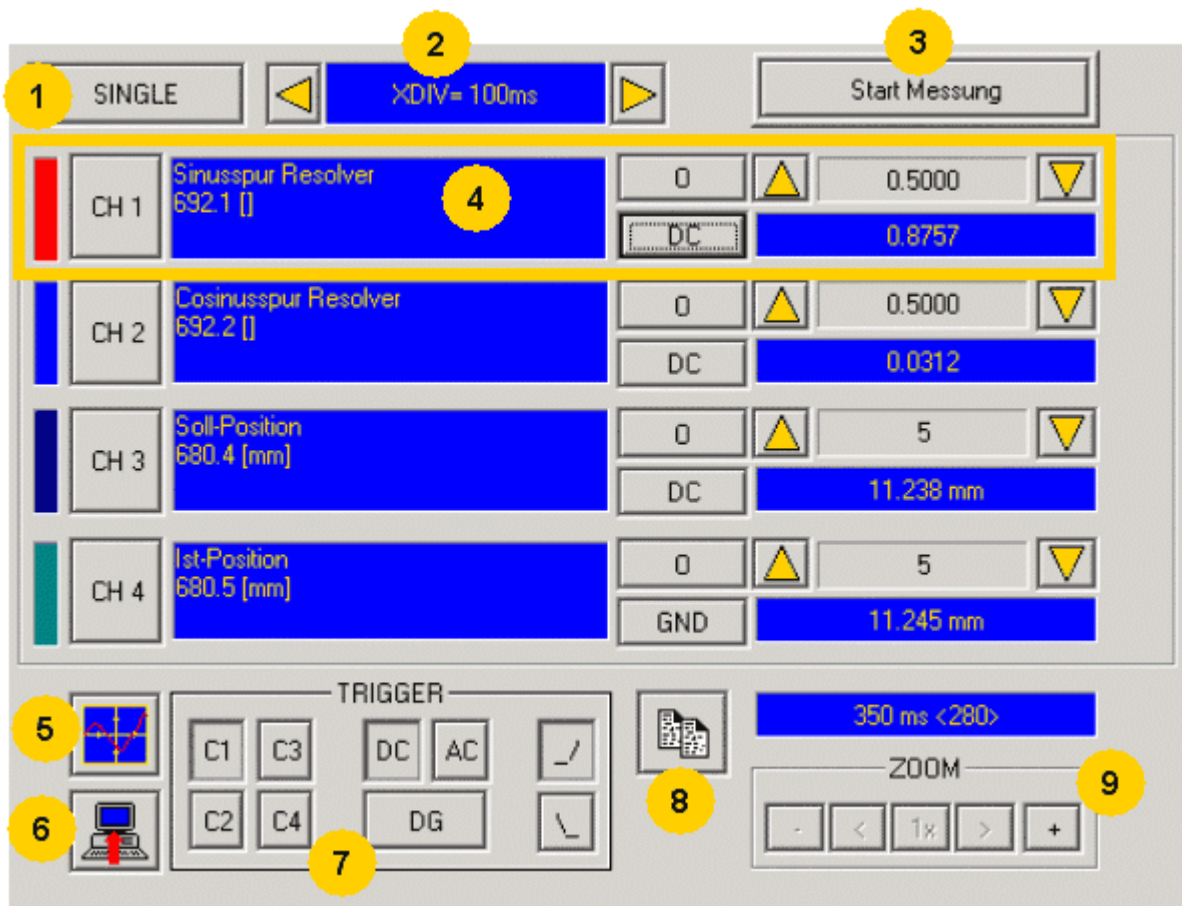 1
SINGLE
2
XDIV= 100ms
3
Start Messung
CH 1
Sinusspur Resolver
692.1 []
4
0
0.5000
DC
0.8757
CH 2
Cosinusspur Resolver
692.2 []
0
0.5000
DC
0.0312
CH 3
Soll-Position
680.4 [mm]
0
5
DC
11.238 mm
CH 4
Ist-Position
680.5 [mm]
0
5
GND
11.245 mm
5
6
TRIGGER
C1 C3 DC AC _/
C2 C4 DG \_
7
8
350 ms <280>
ZOOM
9
- < 1x > +